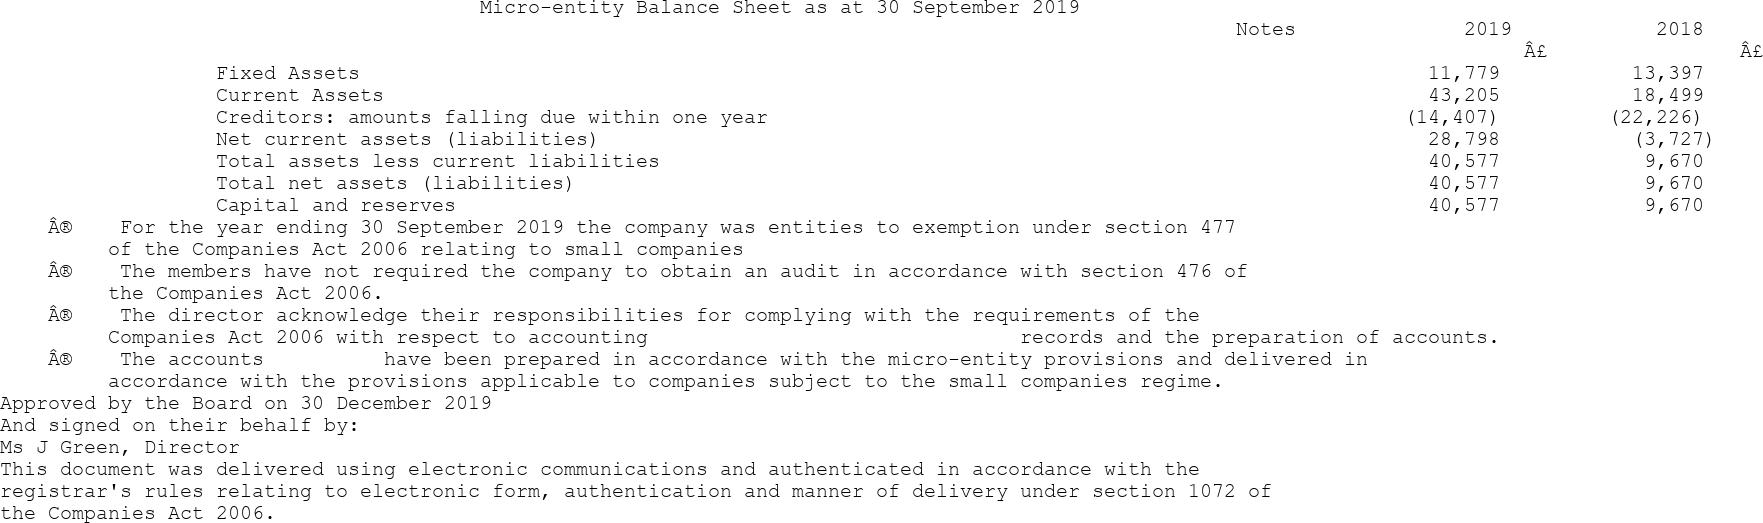 Micro-entity Balance Sheet as at 30 September 2019
Notes 2019 2018
Â£ Â£
Fixed Assets 11,779 13,397
Current Assets 43,205 18,499
Creditors: amounts falling due within one year (14,407) (22,226)
Net current assets (liabilities) 28,798 (3,727)
Total assets less current liabilities 40,577 9,670
Total net assets (liabilities) 40,577 9,670
Capital and reserves 40,577 9,670
Â® For the year ending 30 September 2019 the company was entities to exemption under section 477
of the Companies Act 2006 relating to small companies
Â® The members have not required the company to obtain an audit in accordance with section 476 of
the Companies Act 2006.
Â® The director acknowledge their responsibilities for complying with the requirements of the
Companies Act 2006 with respect to accounting records and the preparation of accounts.
Â® The accounts have been prepared in accordance with the micro-entity provisions and delivered in
accordance with the provisions applicable to companies subject to the small companies regime.
Approved by the Board on 30 December 2019
And signed on their behalf by:
Ms J Green, Director
This document was delivered using electronic communications and authenticated in accordance with the
registrar's rules relating to electronic form, authentication and manner of delivery under section 1072 of
the Companies Act 2006.